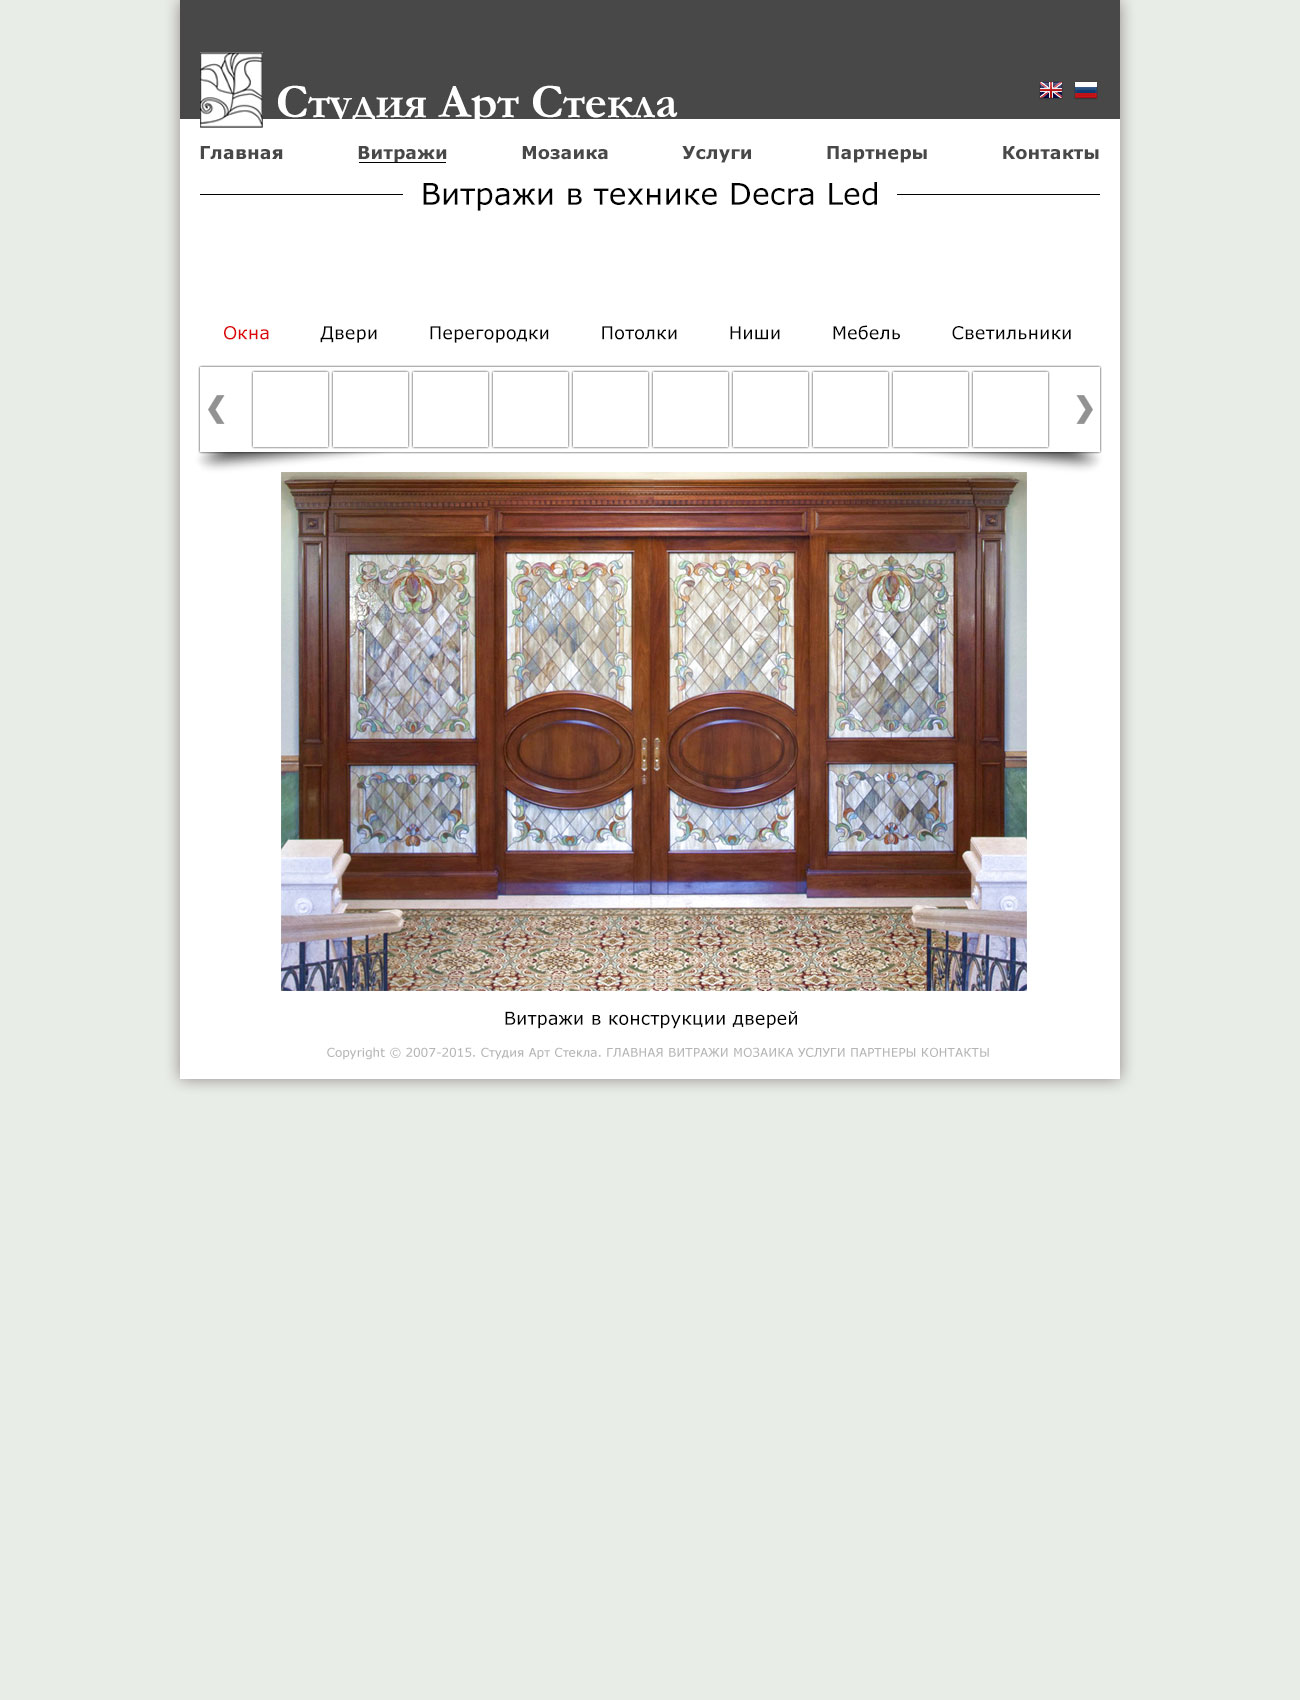 Студия Арт Стекла
Главная Витражи Мозаика Услуги Партнеры Контакты
Витражи в технике Decra Led
Окна Двери Перегородки Потолки Ниши Мебель Светильники
Витражи в конструкции дверей
Copyright © 2007-2015. Студия Арт Стекла. ГЛАВНАЯ ВИТРАЖИ МОЗАИКА УСЛУГИ ПАРТНЕРЫ КОНТАКТЫ